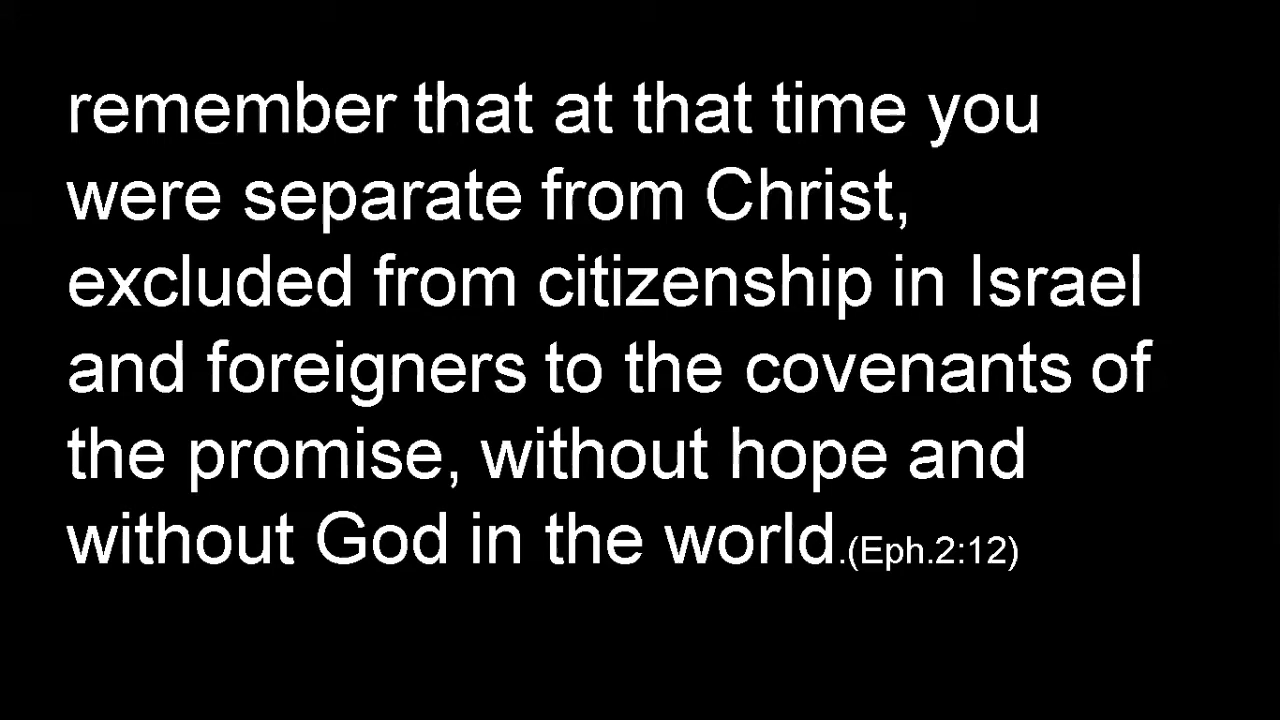 remember that at that time you
were separate from Christ,
excluded from citizenship in Israel
and foreigners to the covenants of
the promise, without hope and
without God in the world.(Eph.2:12)